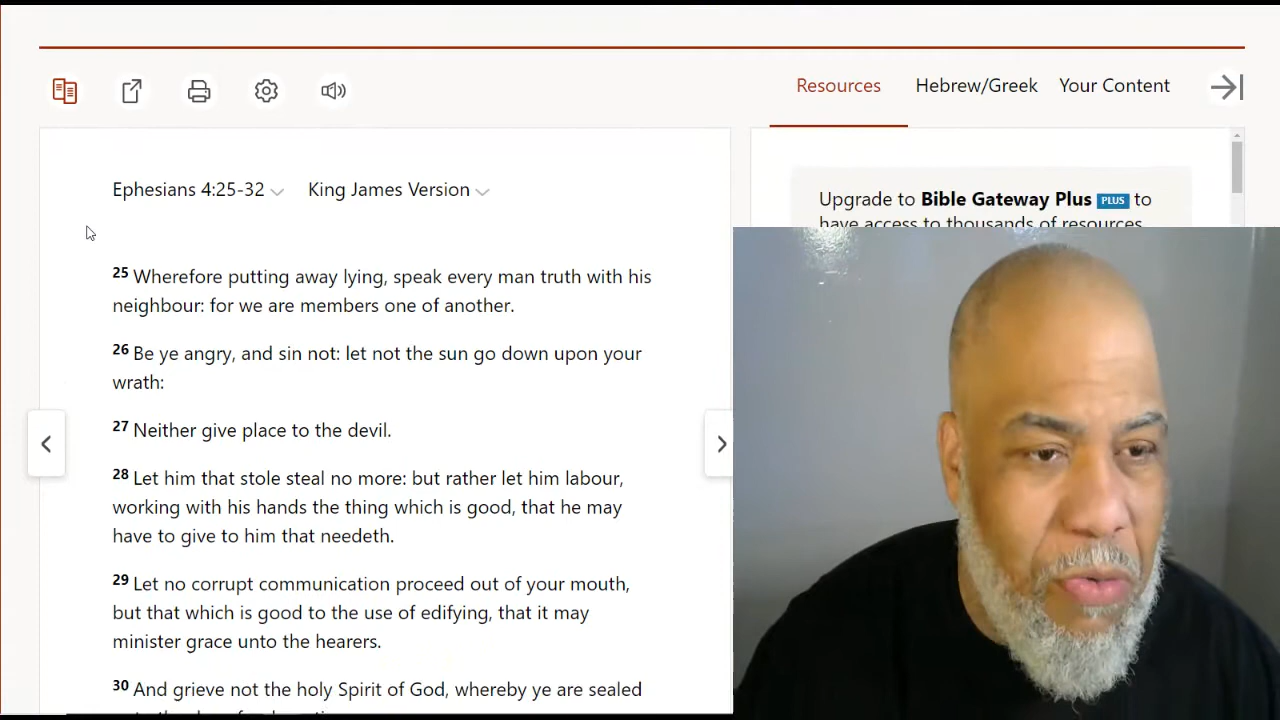 Resources Hebrew/Greek Your Content
Ephesians 4:25-32 King James Version
Upgrade to Bible Gateway Plus PLUS to
have access to thousands of resources
25 Wherefore putting away lying, speak every man truth with his
neighbour: for we are members one of another.
26 Be ye angry, and sin not: let not the sun go down upon your
wrath:
27 Neither give place to the devil.
28 Let him that stole steal no more: but rather let him labour,
working with his hands the thing which is good, that he may
have to give to him that needeth.
29 Let no corrupt communication proceed out of your mouth,
but that which is good to the use of edifying, that it may
minister grace unto the hearers.
30 And grieve not the holy Spirit of God, whereby ye are sealed